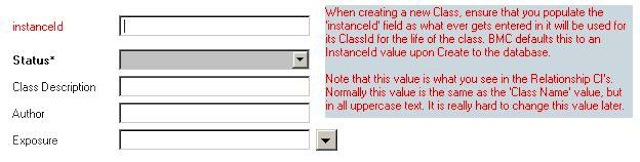 instanceId
Status*
Class Description
Author
Exposure
When creating a new Class, ensure that you populate the
'instanceId' field as what ever gets entered in it will be used for
its ClassId for the life of the class. BMC defaults this to an
InstanceId value upon Create to the database.
Note that this value is what you see in the Relationship CI's.
Normally this value is the same as the 'Class Name' value, but
in all uppercase text. It is really hard to change this value later.